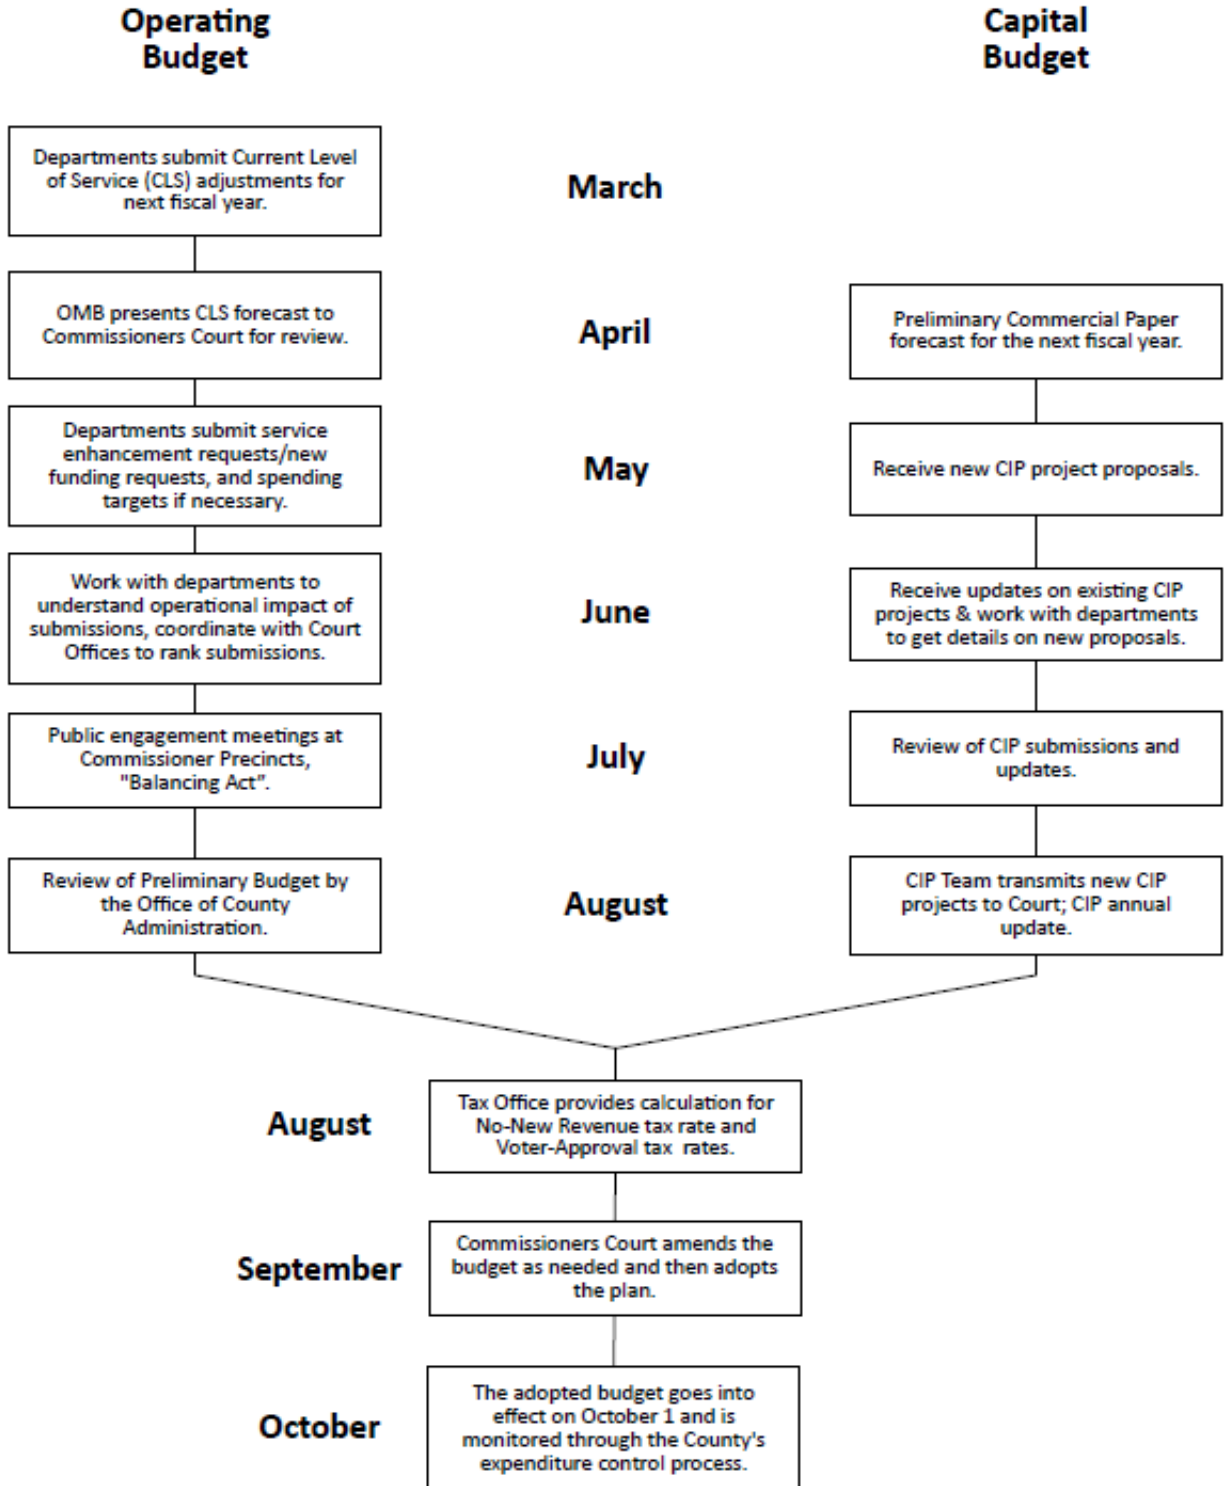 Operating
Budget
Capital
Budget
Departments submit Current Level
of Service (CLS) adjustments for
next fiscal year.
March
OMB presents CLS forecast to
Commissioners Court for review.
April
Preliminary Commercial Paper
forecast for the next fiscal year.
Departments submit service
enhancement requests/new
funding requests, and spending
targets if necessary.
May
Receive new CIP project proposals.
Work with departments to
understand operational impact of
submissions, coordinate with Court
Offices to rank submissions.
June
Receive updates on existing CIP
projects & work with departments
to get details on new proposals.
Public engagement meetings at
Commissioner Precincts,
"Balancing Act”.
July
Review of CIP submissions and
updates.
Review of Preliminary Budget by
the Office of County
Administration.
August
CIP Team transmits new CIP
projects to Court; CIP annual
update.
August
Tax Office provides calculation for
No-New Revenue tax rate and
Voter-Approval tax rates.
September
Commissioners Court amends the
budget as needed and then adopts
the plan.
October
The adopted budget goes into
effect on October 1 and is
monitored through the County's
expenditure control process.